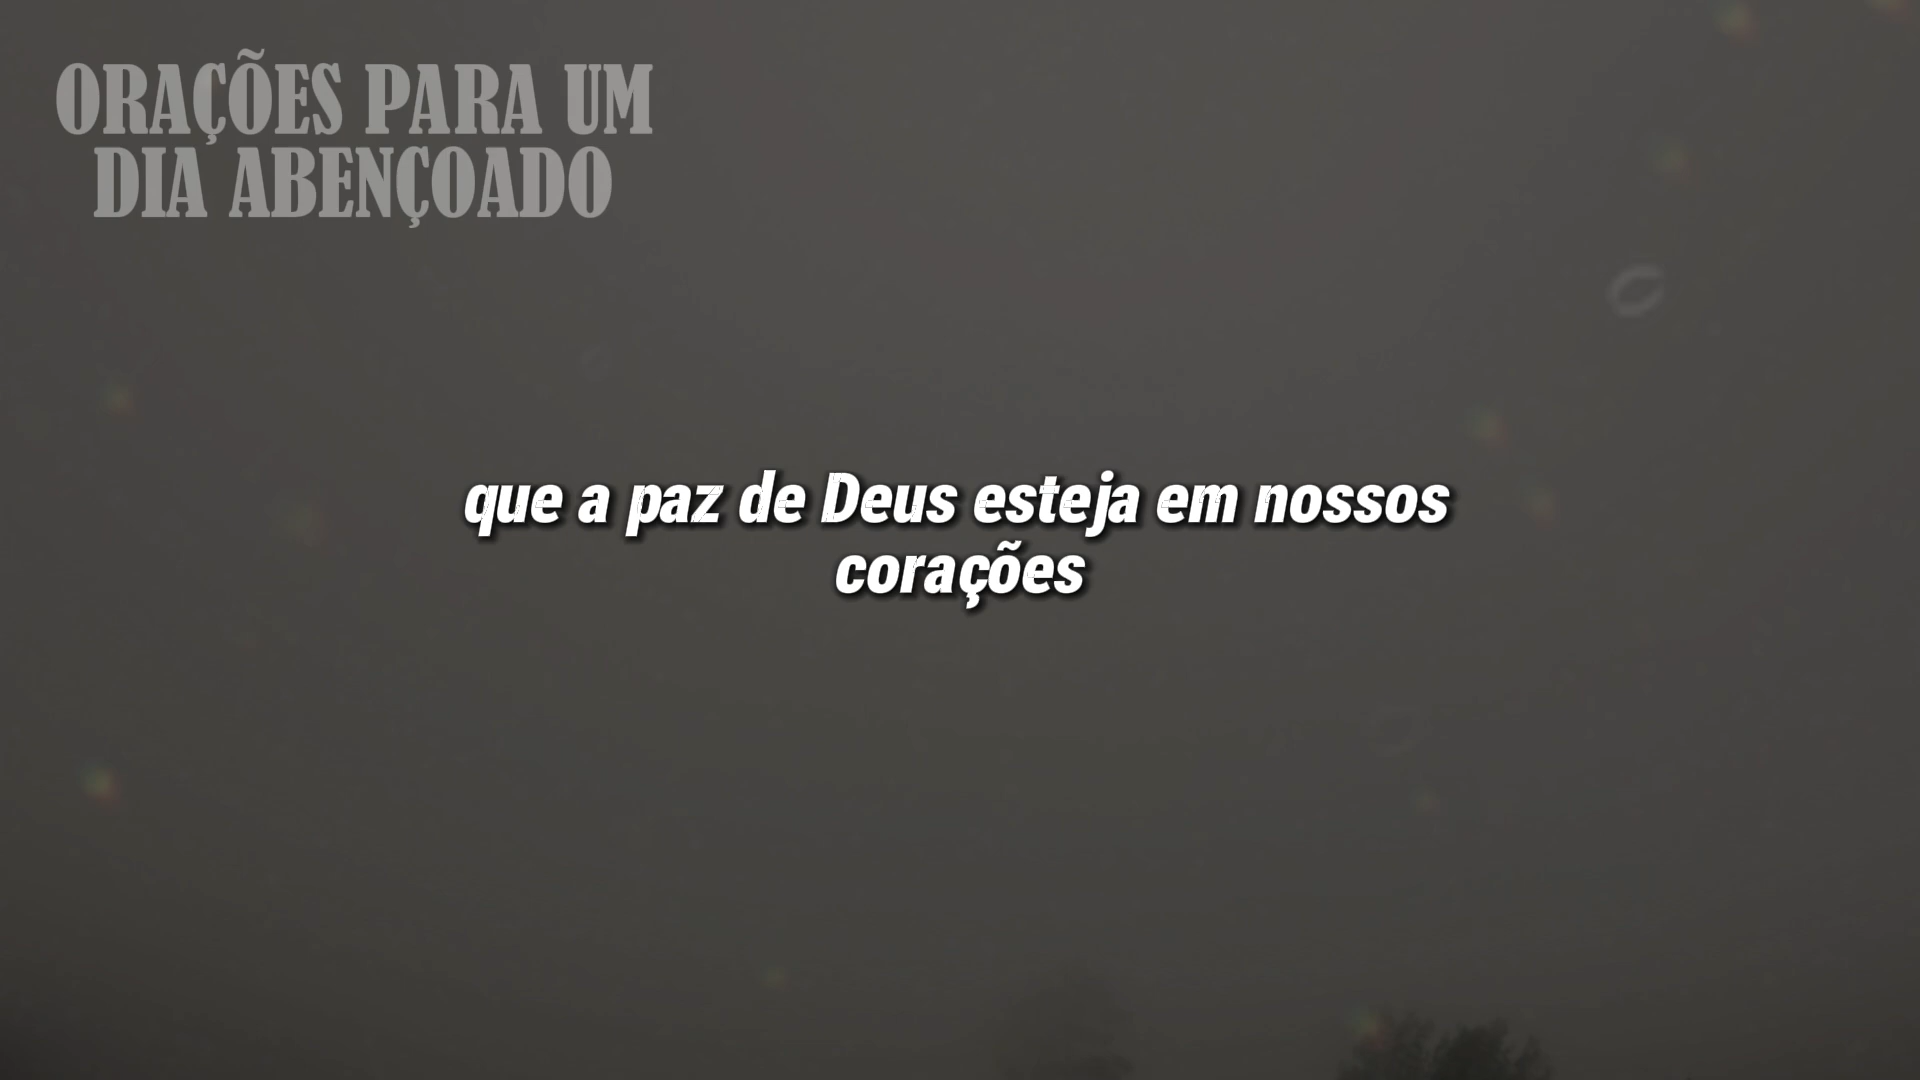 ORAÇÕES PARA UM
DIA ABENÇOADO
que a paz de Deus esteja em nossos
corações